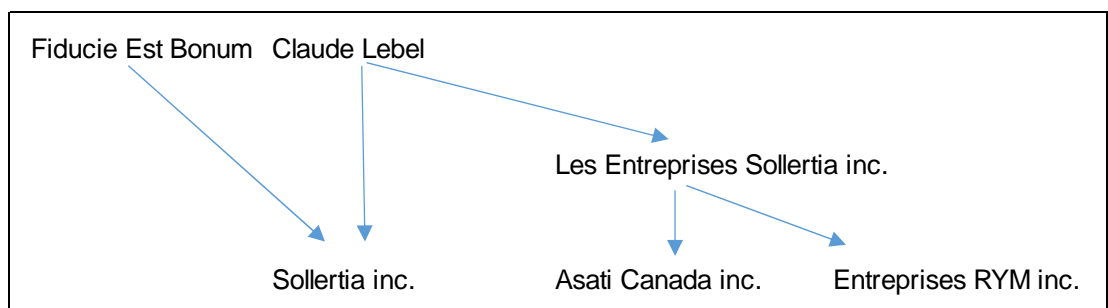 Fiducie Est Bonum Claude Lebel
Les Entreprises Sollertia inc.
Sollertia inc. Asati Canada inc. Entreprises RYM inc.